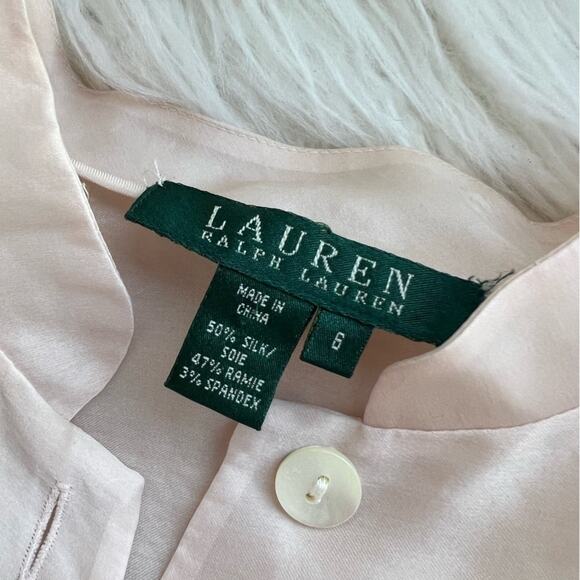 LAUREN
RALPH LAUREN
MADE IN
CHINA
50% SILK/
SOIE
47% RAMIE
3% SPANDEX
6